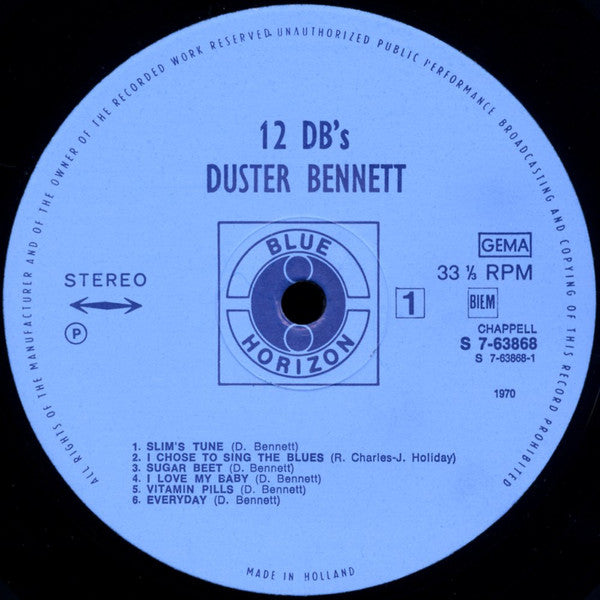 ALL RIGHTS OF THE MANUFACTURER AND OF THE OWNER OF THE RECORDED WORK RESERVED. UNAUTHORIZED PUBLIC PERFORMANCE BROADCASTING AND COPYING OF THIS RECORD PROHIBITED
12 DB's
DUSTER BENNETT
BLUE
HORIZON
STEREO
P
GEMA
33 ⅓ RPM
1
BIEM
CHAPPELL
S 7-63868
S 7-63868-1
1970
1. SLIM'S TUNE (D. Bennett)
2. I CHOSE TO SING THE BLUES (R. Charles-J. Holiday)
3. SUGAR BEET (D. Bennett)
4. I LOVE MY BABY (D. Bennett)
5. VITAMIN PILLS (D. Bennett)
6. EVERYDAY (D. Bennett)
MADE IN HOLLAND